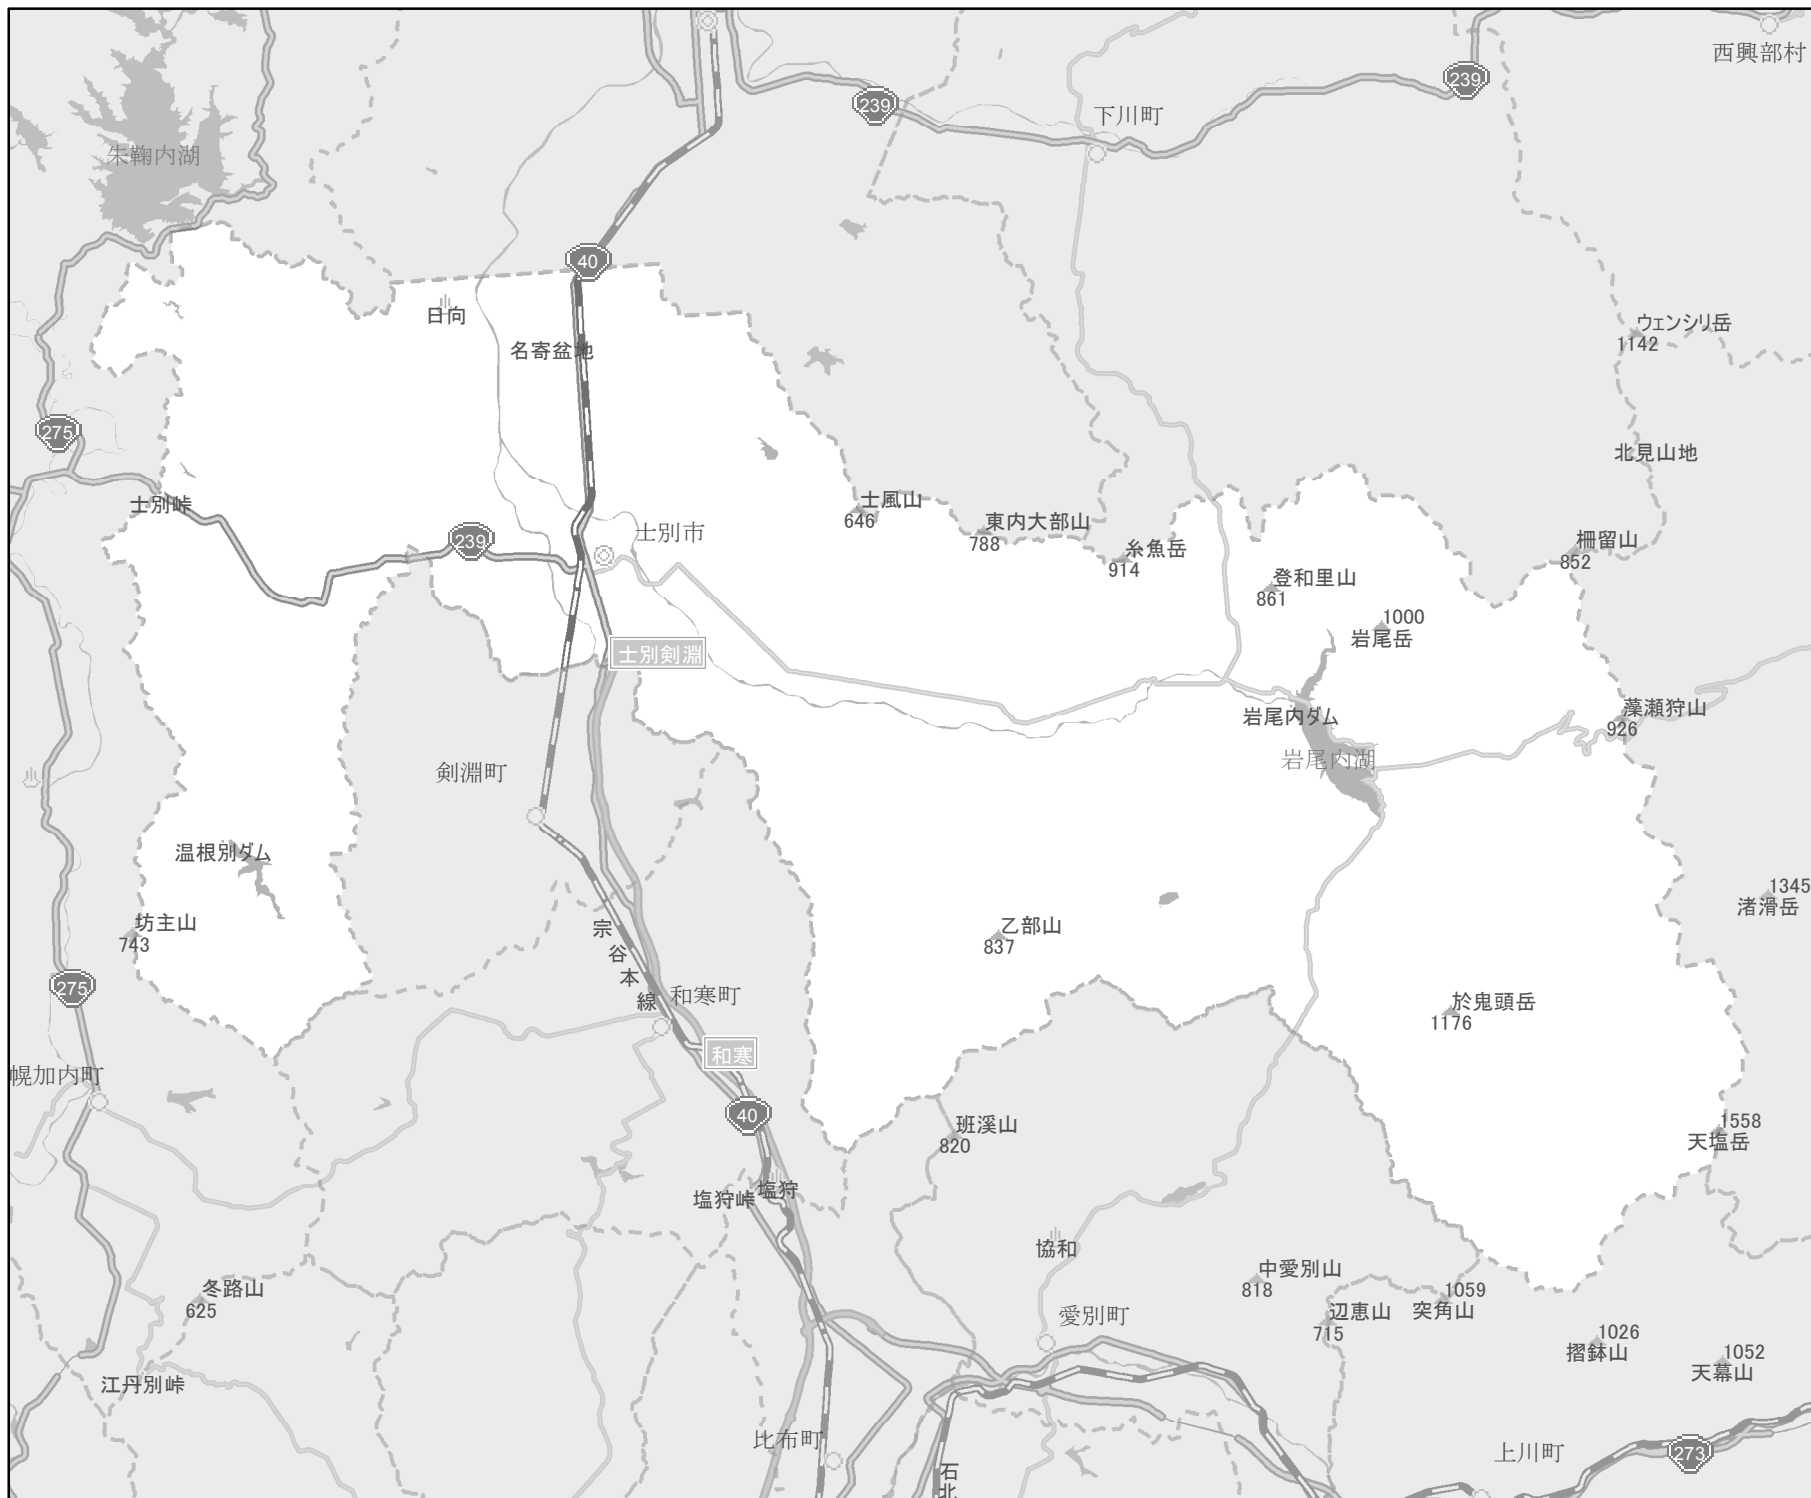 西興部村
239
239
下川町
朱鞠内湖
40
日向
ウェンシリ岳
1142
名寄盆地
275
北見山地
士別峠
士風山
646
東内大部山
788
士別市
239
糸魚岳
914
柵留山
852
登和里山
861
1000
岩尾岳
士別剣淵
藻瀬狩山
926
岩尾内ダム
岩尾内湖
剣淵町
温根別ダム
1345
渚滑岳
坊主山
743
乙部山
837
宗谷本線
275
和寒町
於鬼頭岳
1176
和寒
幌加内町
40
班渓山
820
1558
天塩岳
塩狩峠
塩狩
協和
中愛別山
818
冬路山
625
1059
突角山
辺恵山
715
愛別町
1026
摺鉢山
1052
天幕山
江丹別峠
比布町
上川町
273
石北